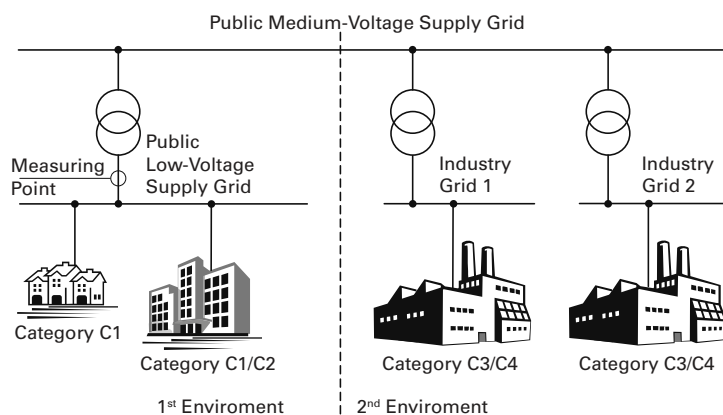 Public Medium-Voltage Supply Grid
Public
Low-Voltage
Supply Grid
Measuring
Point
Industry
Grid 1
Industry
Grid 2
Category C1
Category C1/C2
Category C3/C4
Category C3/C4
1st Enviroment
2nd Enviroment